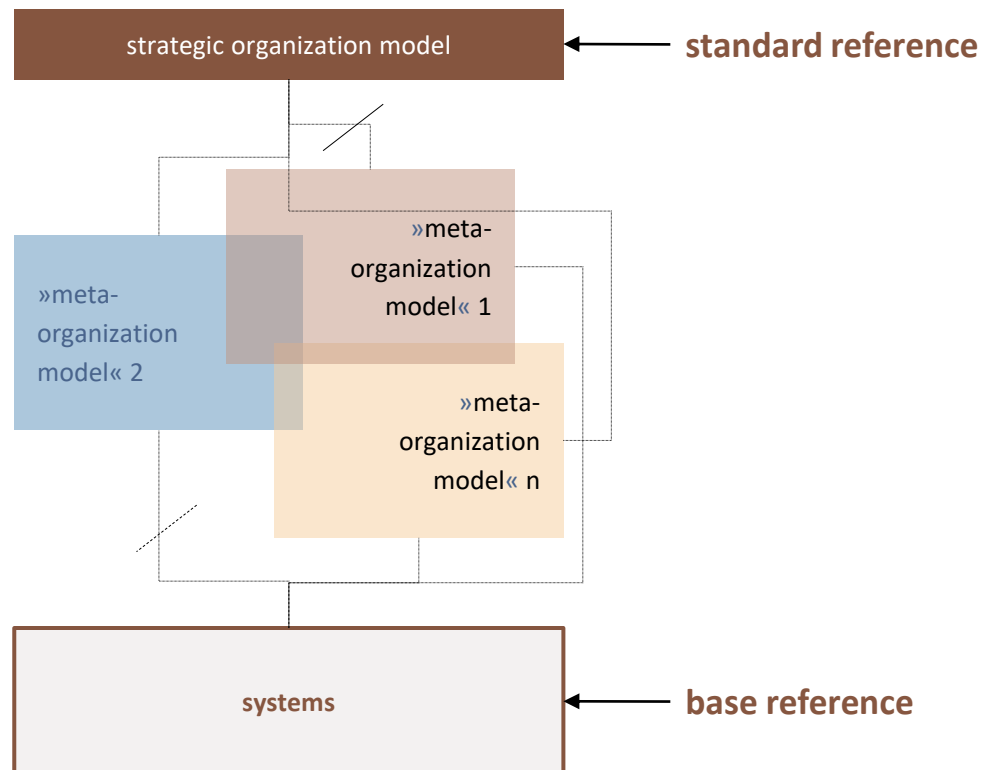 strategic organization model
standard reference
»meta-
organization
model« 1
»meta-
organization
model« 2
»meta-
organization
model« n
systems
base reference